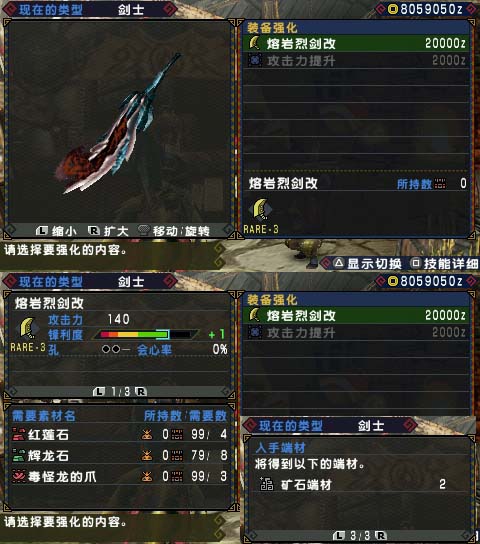 现在的类型 剑士
8059050z
装备强化
熔岩烈剑改 20000z
攻击力提升 2000z
熔岩烈剑改 所持数 0
RARE-3
L 缩小 R 扩大 移动/旋转
请选择要强化的内容。
△显示切换 □技能详细
现在的类型 剑士
8059050z
熔岩烈剑改
攻击力 140
锋利度 +1
RARE-3
孔 ●●一 会心率 0%
L 1/3 R
装备强化
熔岩烈剑改 20000z
攻击力提升 2000z
需要素材名 所持数/需要数
红莲石 0 99/ 4
辉龙石 0 79/ 8
毒怪龙的爪 0 99/ 3
请选择要强化的内容。
现在的类型 剑士
入手端材
将得到以下的端材。
矿石端材 2
L 3/3 R